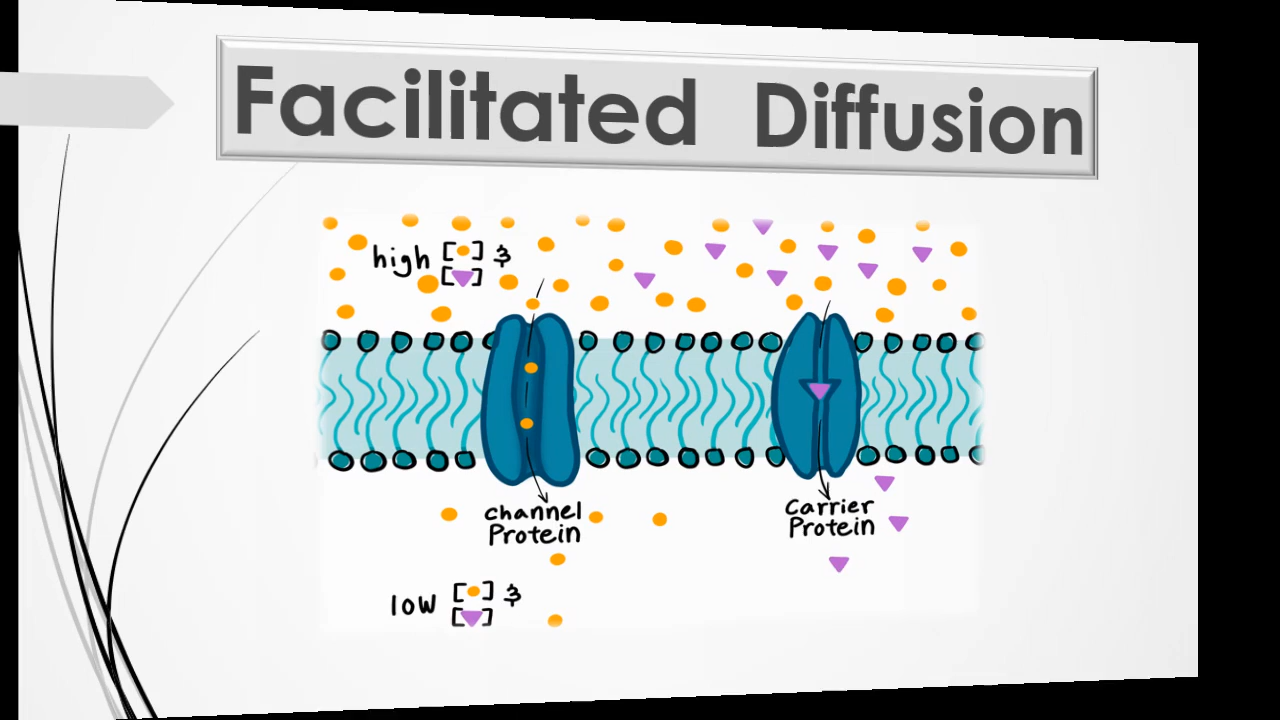 Facilitated Diffusion
high [ ] &
[ ]
channel
Protein
Carrier
Protein
low [ ] &
[ ]